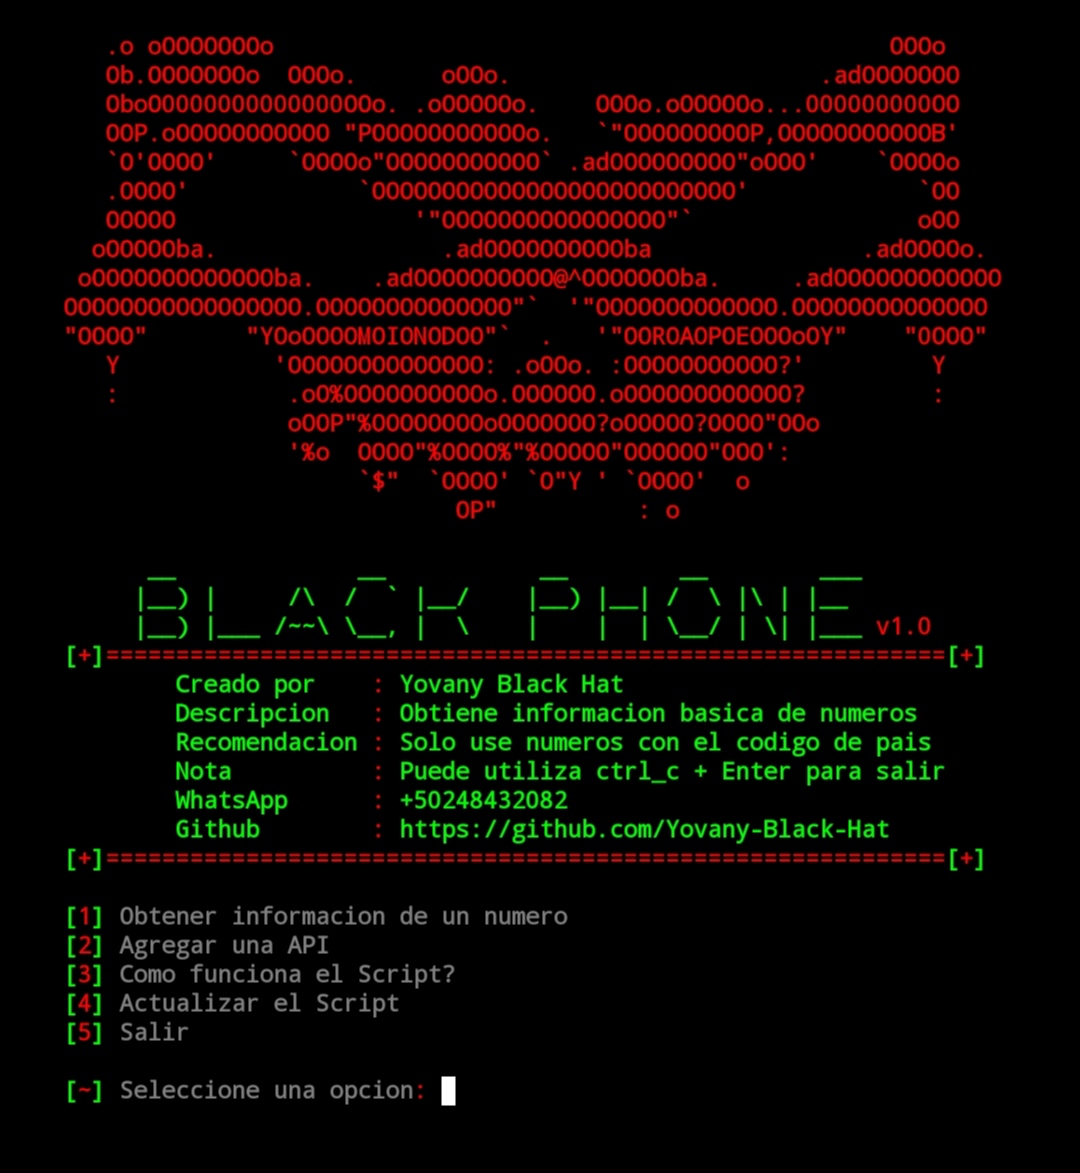 BLACK PHONE v1.0
[+]============================================================[+]
Creado por : Yovany Black Hat
Descripcion : Obtiene informacion basica de numeros
Recomendacion : Solo use numeros con el codigo de pais
Nota : Puede utiliza ctrl_c + Enter para salir
WhatsApp : +50248432082
Github : https://github.com/Yovany-Black-Hat
[+]============================================================[+]
[1] Obtener informacion de un numero
[2] Agregar una API
[3] Como funciona el Script?
[4] Actualizar el Script
[5] Salir
[~] Seleccione una opcion: